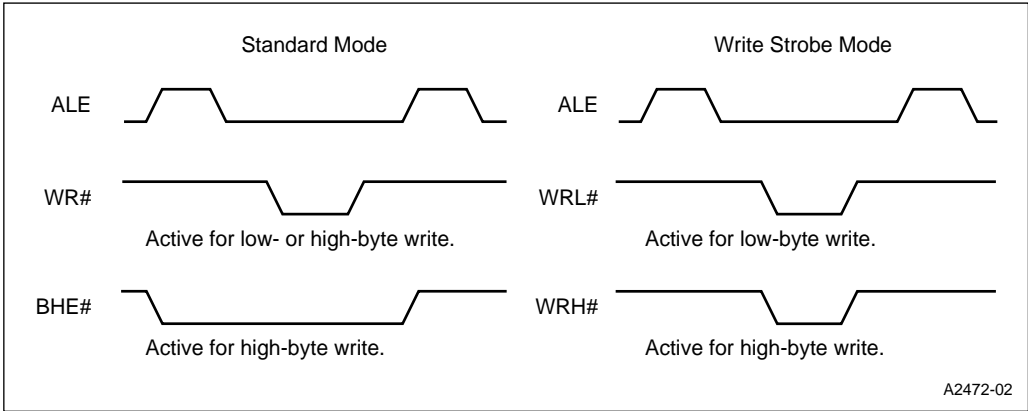 Standard Mode
Write Strobe Mode
ALE
ALE
WR#
WRL#
Active for low- or high-byte write.
Active for low-byte write.
BHE#
WRH#
Active for high-byte write.
Active for high-byte write.
A2472-02